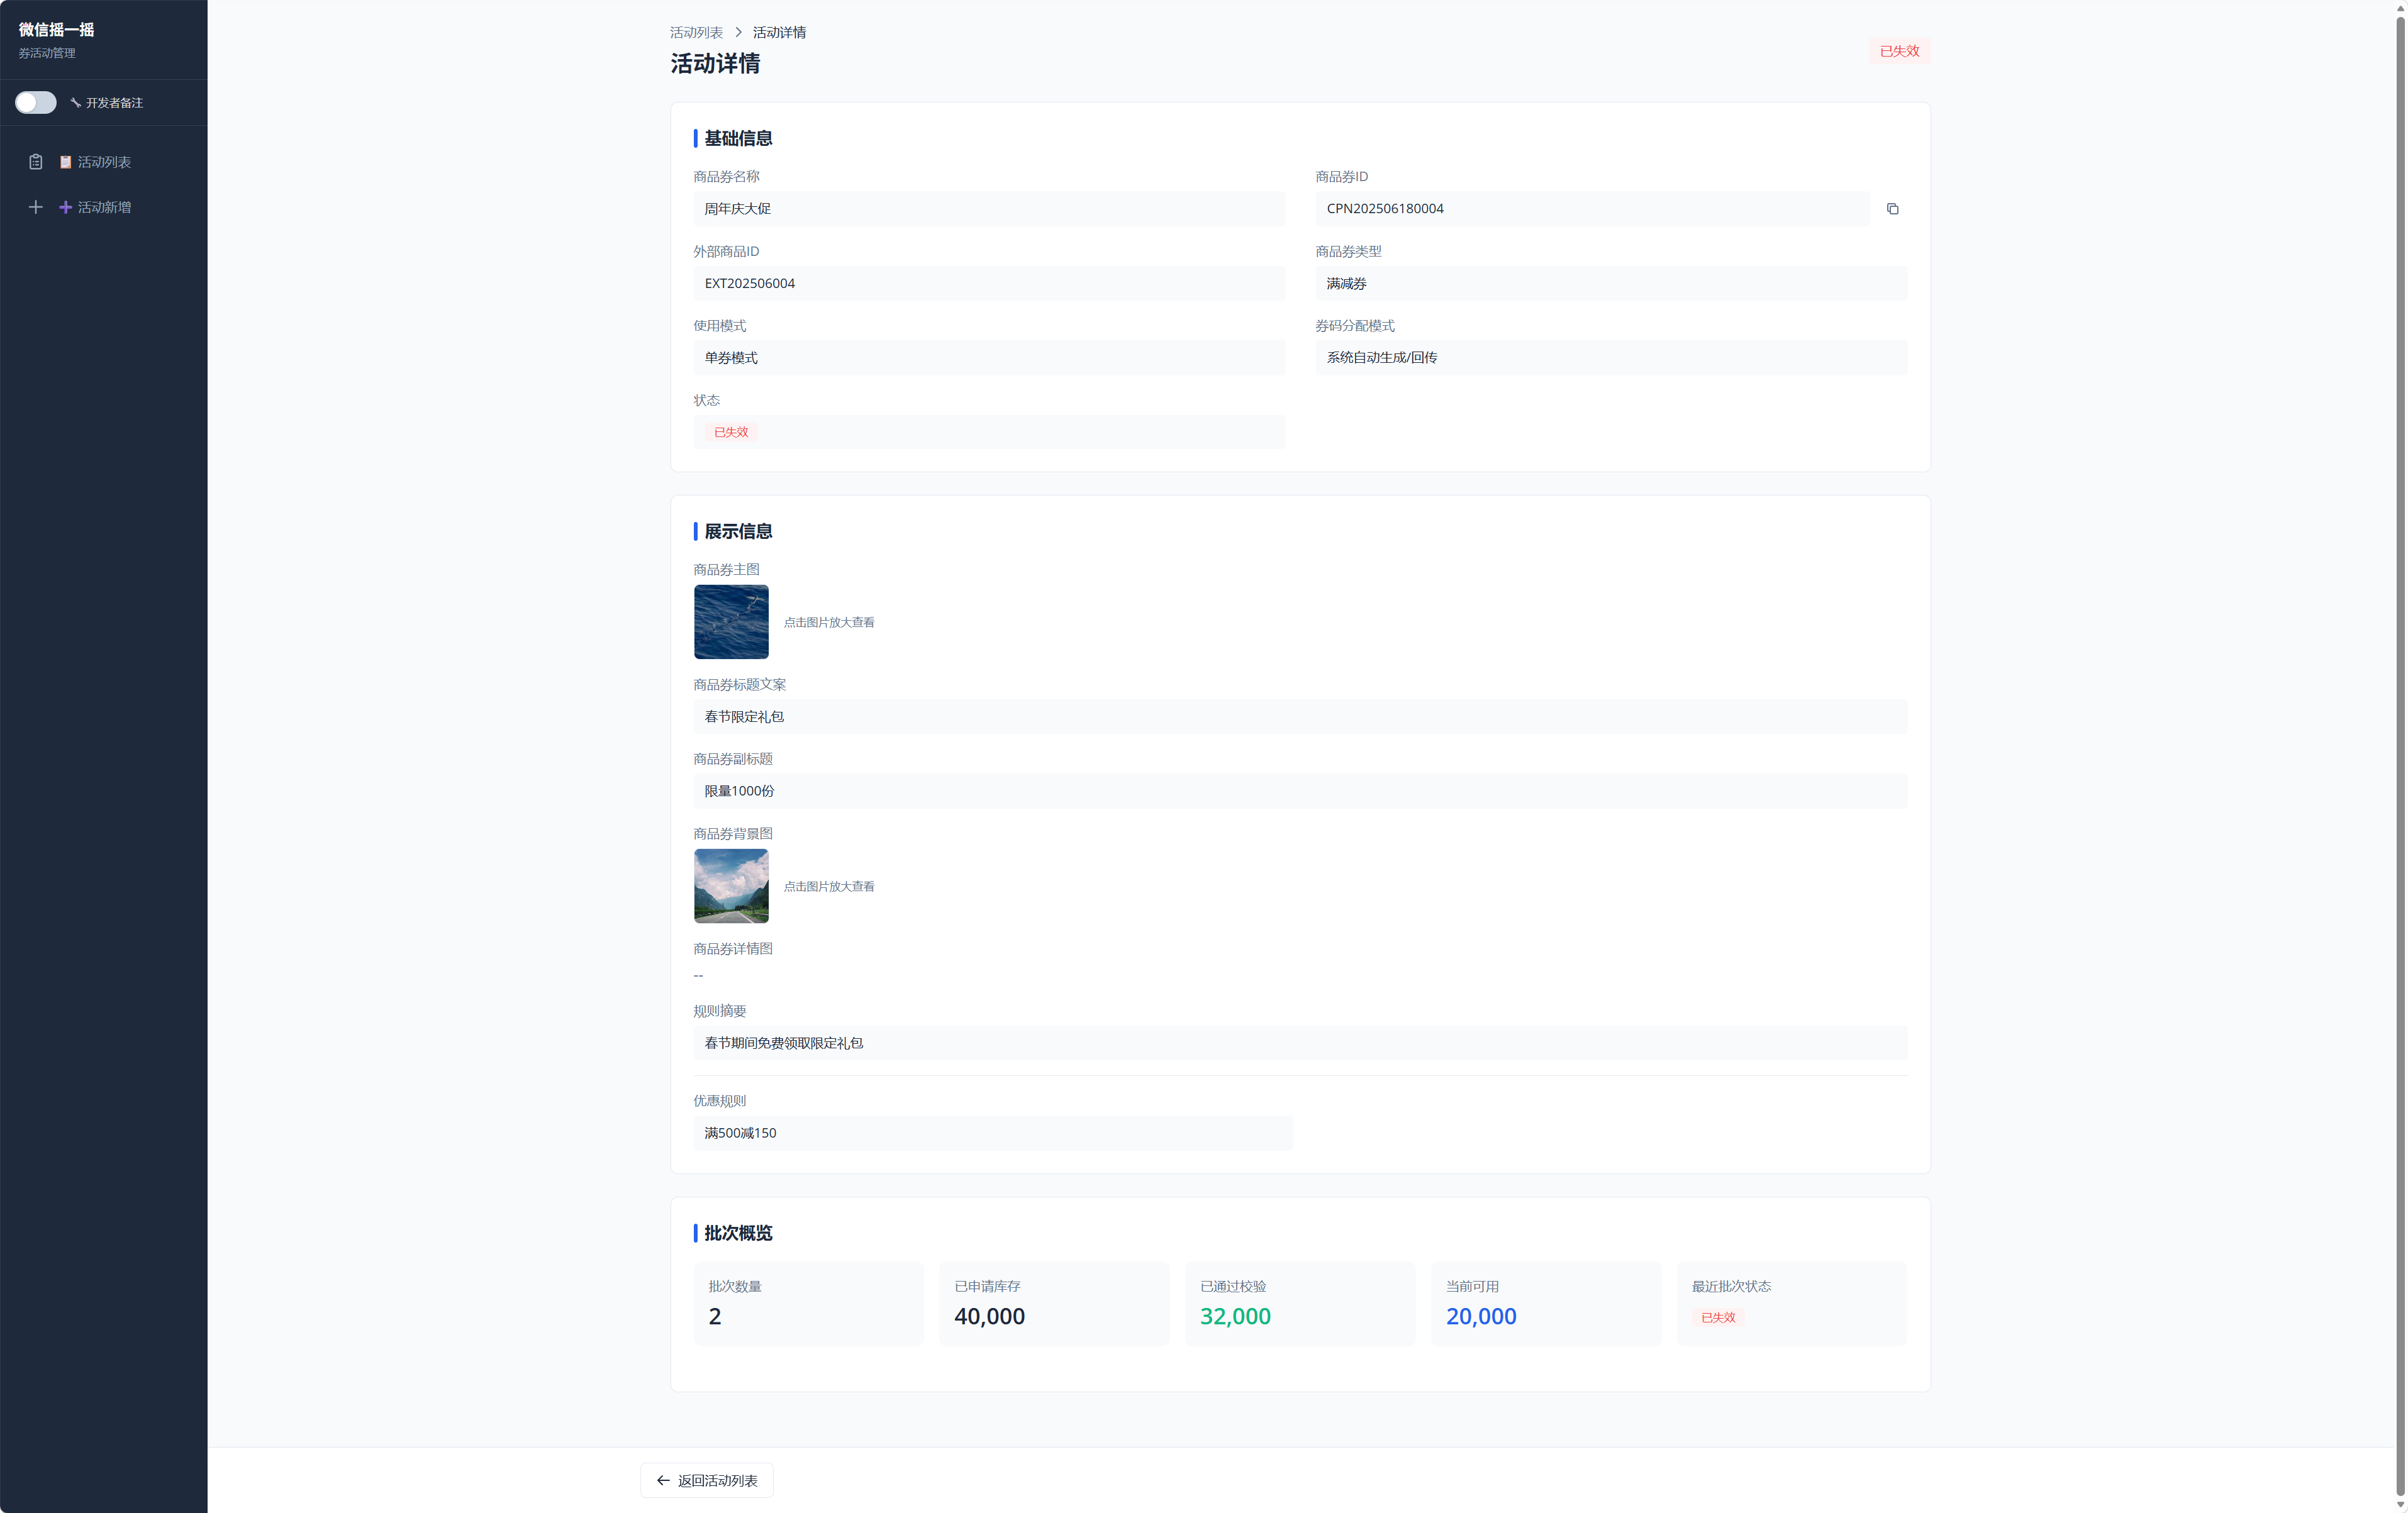 微信摇一摇
券活动管理
🔧 开发者备注
📋 活动列表
➕ 活动新增
活动列表 > 活动详情
活动详情
已失效
基础信息
商品券名称
周年庆大促
商品券ID
CPN202506180004
外部商品ID
EXT202506004
商品券类型
满减券
使用模式
单券模式
券码分配模式
系统自动生成/回传
状态
已失效
展示信息
商品券主图
点击图片放大查看
商品券标题文案
春节限定礼包
商品券副标题
限量1000份
商品券背景图
点击图片放大查看
商品券详情图
--
规则摘要
春节期间免费领取限定礼包
优惠规则
满500减150
批次概览
批次数量
2
已申请库存
40,000
已通过校验
32,000
当前可用
20,000
最近批次状态
已失效
← 返回活动列表